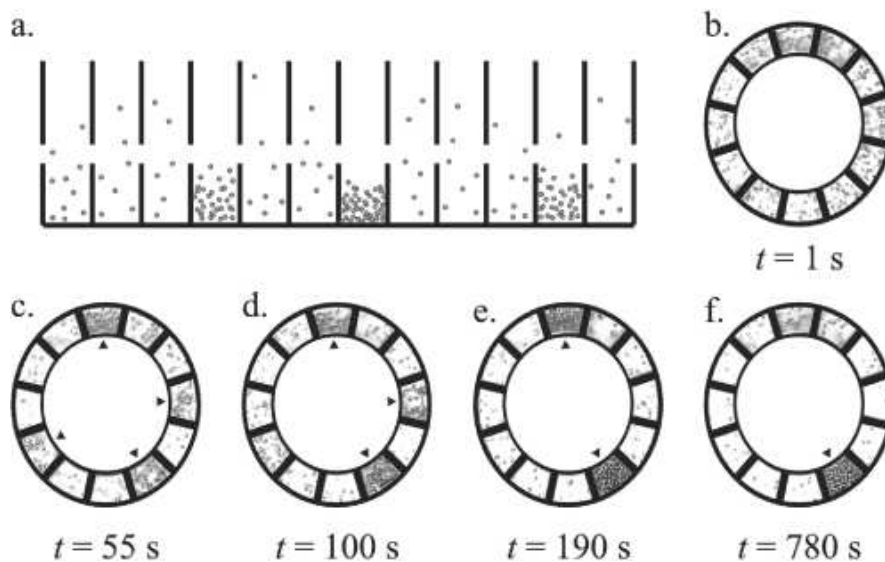 a.
b.
t = 1 s
c.
d.
e.
f.
t = 55 s
t = 100 s
t = 190 s
t = 780 s